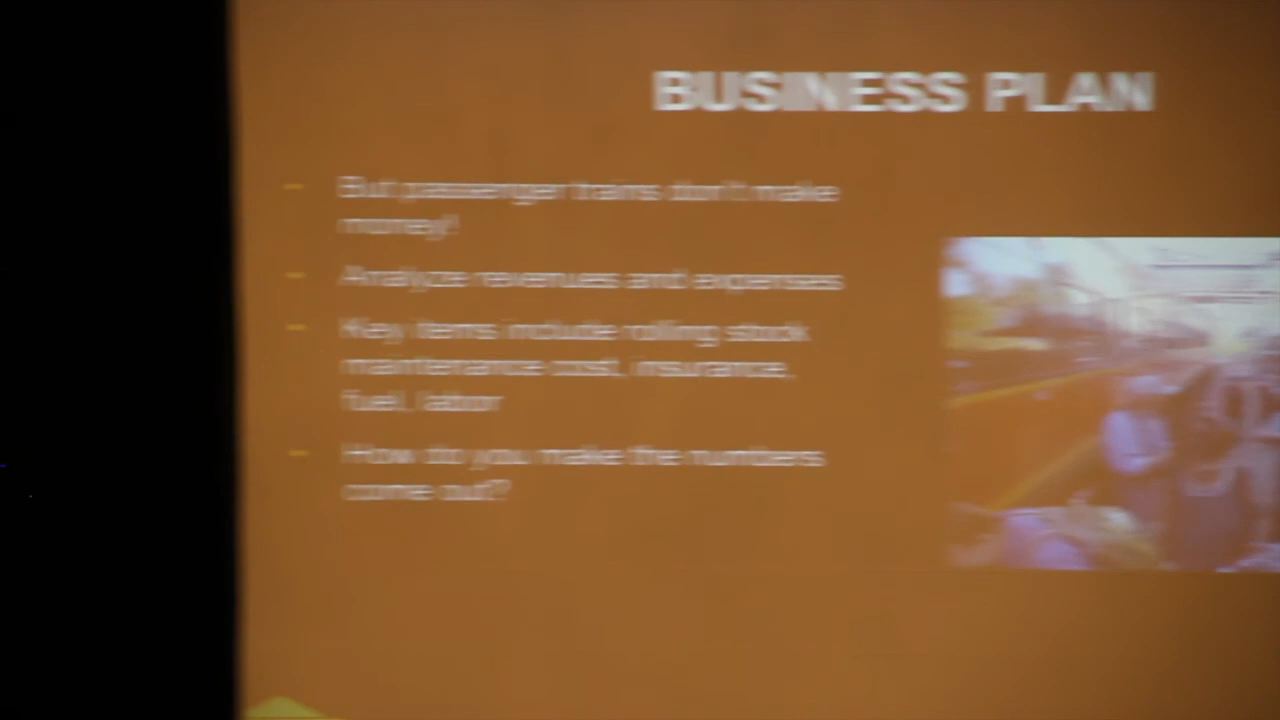 BUSINESS PLAN
- But passenger trains don't make
money!
- Analyze revenues and expenses
- Key items include rolling stock
maintenance cost, insurance,
fuel, labor
- How do you make the numbers
come out?